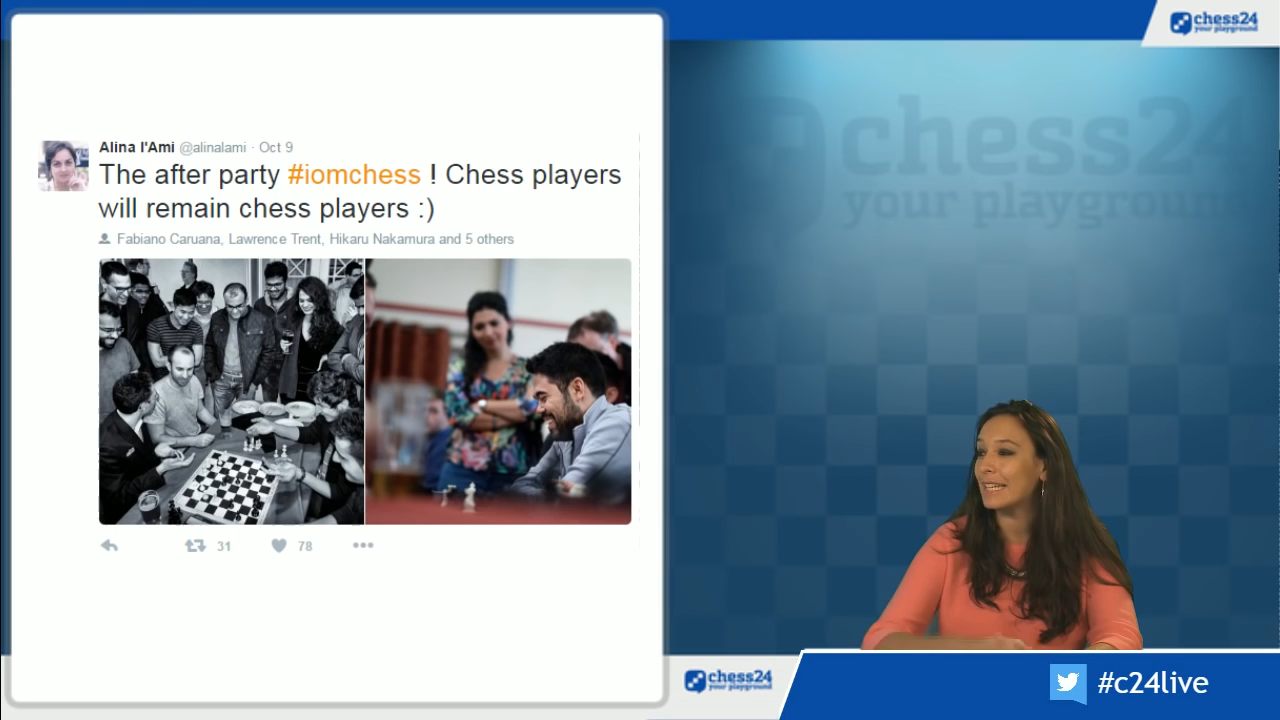 chess24
your playground
chess24
your playground
Alina l'Ami @alinalami · Oct 9
The after party #iomchess ! Chess players
will remain chess players :)
Fabiano Caruana, Lawrence Trent, Hikaru Nakamura and 5 others
31
78
chess24
your playground
#c24live